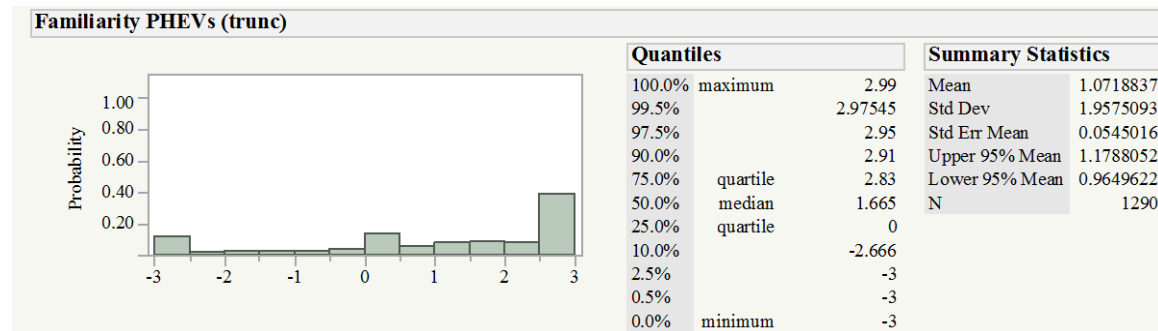 Familiarity PHEVs (trunc)
Probability
1.00
0.80
0.60
0.40
0.20
-3 -2 -1 0 1 2 3
Quantiles
100.0% maximum 2.99
99.5% 2.97545
97.5% 2.95
90.0% 2.91
75.0% quartile 2.83
50.0% median 1.665
25.0% quartile 0
10.0% -2.666
2.5% -3
0.5% -3
0.0% minimum -3
Summary Statistics
Mean 1.0718837
Std Dev 1.9575093
Std Err Mean 0.0545016
Upper 95% Mean 1.1788052
Lower 95% Mean 0.9649622
N 1290